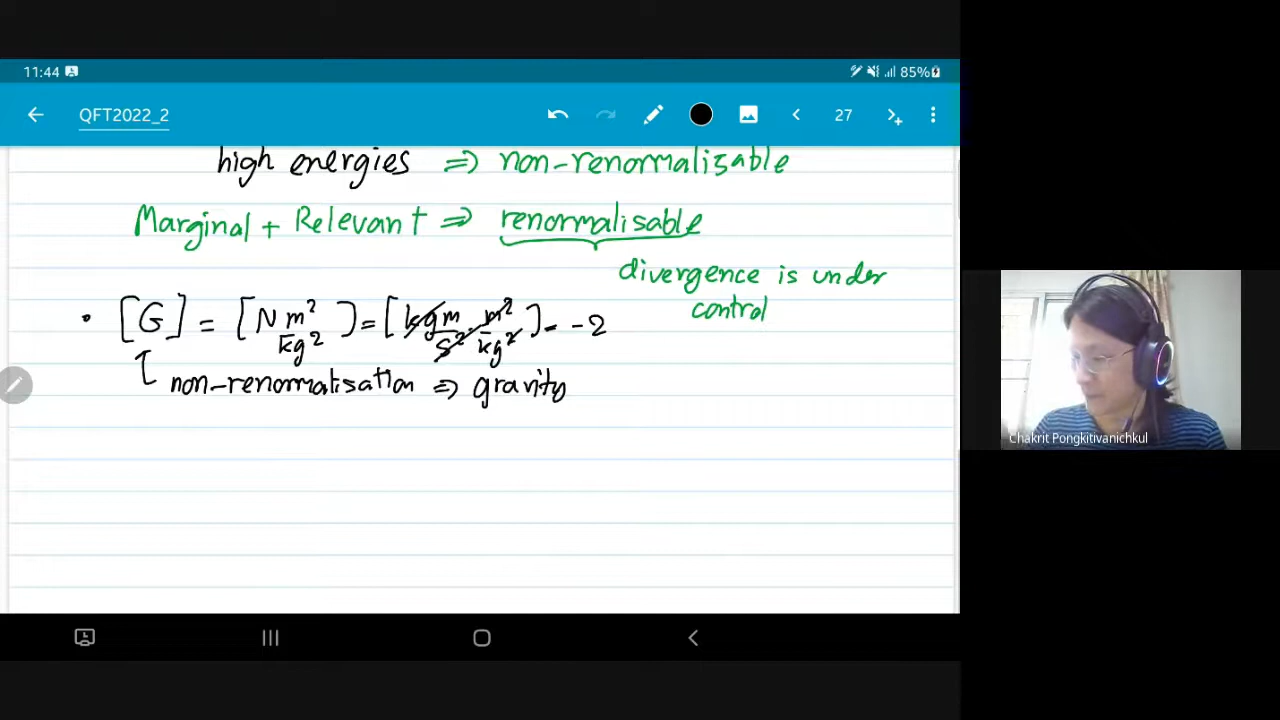 11:44 85%
QFT2022_2 27
high energies ⇒ non-renormalisable
Marginal + Relevant ⇒ renormalisable
divergence is under
control
• [G] = [N m²/kg²] = [kgm/s² · m²/kg²] = -2
non-renormalisation ⇒ gravity
Chakrit Pongkitivanichkul